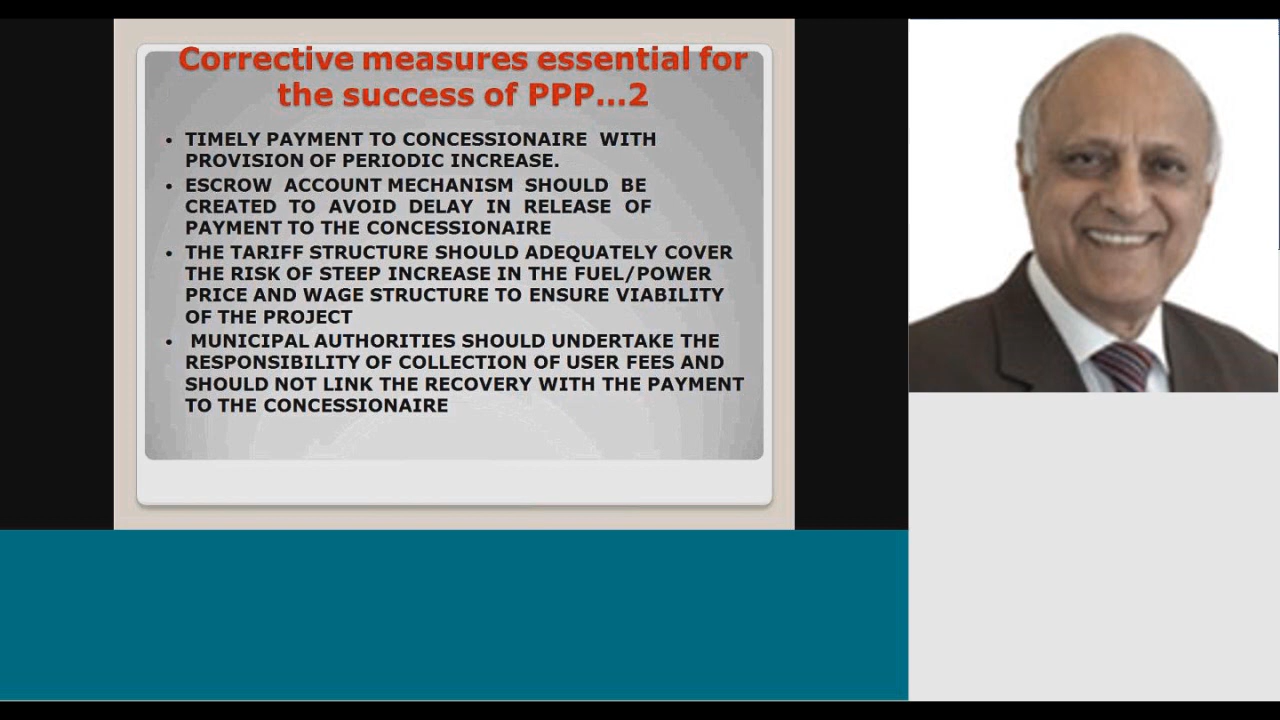 Corrective measures essential for
the success of PPP...2
• TIMELY PAYMENT TO CONCESSIONAIRE WITH
PROVISION OF PERIODIC INCREASE.
• ESCROW ACCOUNT MECHANISM SHOULD BE
CREATED TO AVOID DELAY IN RELEASE OF
PAYMENT TO THE CONCESSIONAIRE
• THE TARIFF STRUCTURE SHOULD ADEQUATELY COVER
THE RISK OF STEEP INCREASE IN THE FUEL/POWER
PRICE AND WAGE STRUCTURE TO ENSURE VIABILITY
OF THE PROJECT
• MUNICIPAL AUTHORITIES SHOULD UNDERTAKE THE
RESPONSIBILITY OF COLLECTION OF USER FEES AND
SHOULD NOT LINK THE RECOVERY WITH THE PAYMENT
TO THE CONCESSIONAIRE